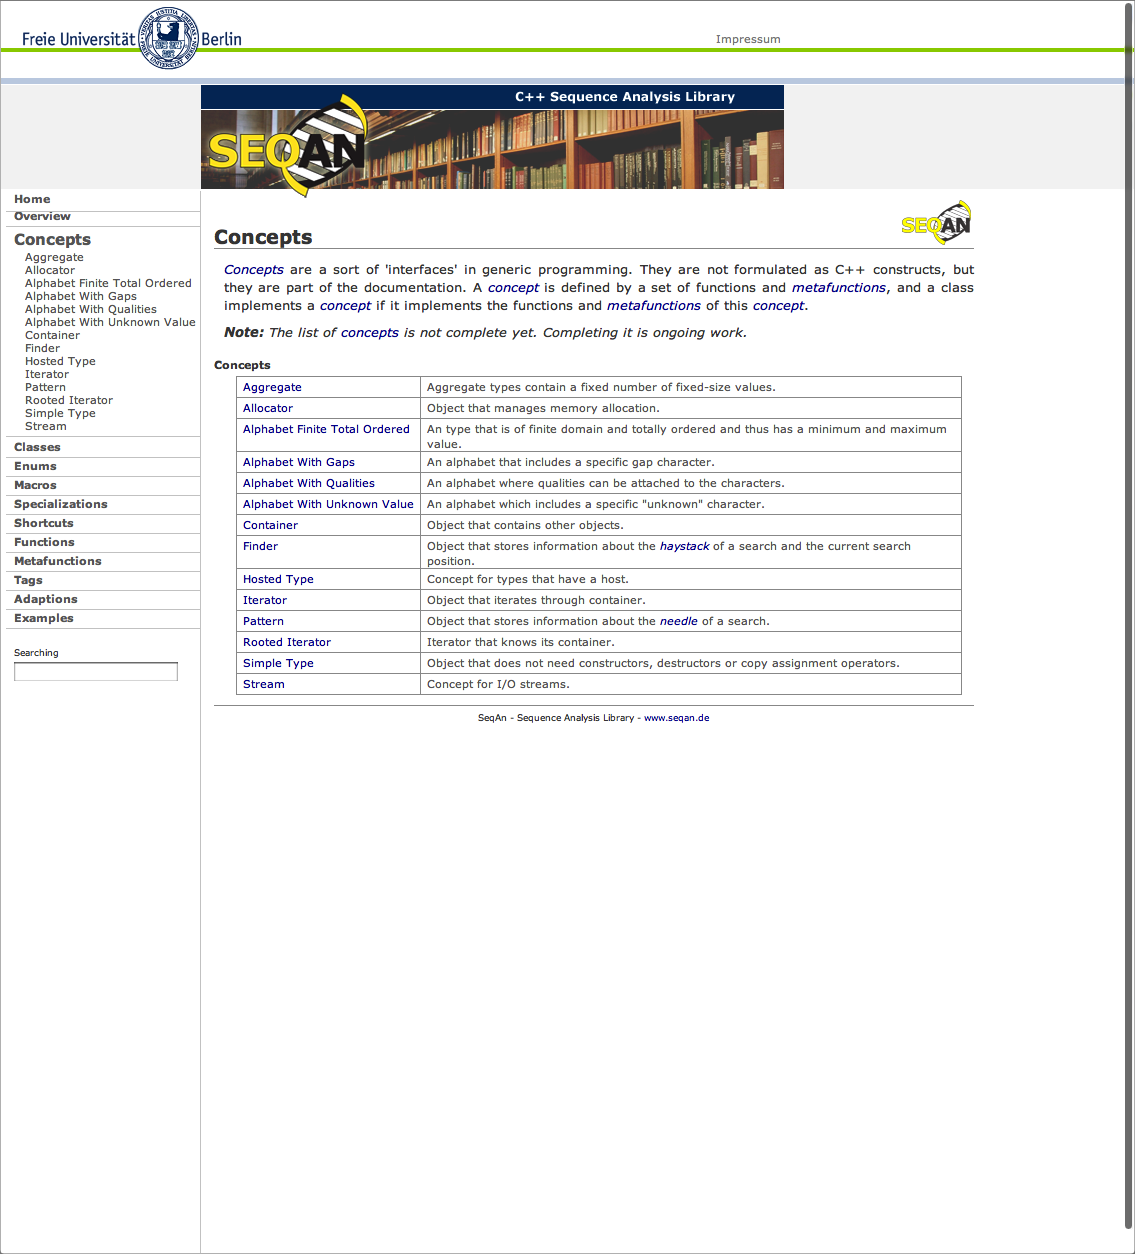 Freie Universität Berlin
Impressum
C++ Sequence Analysis Library
SEQAN
Home
Overview
Concepts
Aggregate
Allocator
Alphabet Finite Total Ordered
Alphabet With Gaps
Alphabet With Qualities
Alphabet With Unknown Value
Container
Finder
Hosted Type
Iterator
Pattern
Rooted Iterator
Simple Type
Stream
Classes
Enums
Macros
Specializations
Shortcuts
Functions
Metafunctions
Tags
Adaptions
Examples
Searching
SEQAN
Concepts
Concepts are a sort of 'interfaces' in generic programming. They are not formulated as C++ constructs, but
they are part of the documentation. A concept is defined by a set of functions and metafunctions, and a class
implements a concept if it implements the functions and metafunctions of this concept.
Note: The list of concepts is not complete yet. Completing it is ongoing work.
Concepts
Aggregate Aggregate types contain a fixed number of fixed-size values.
Allocator Object that manages memory allocation.
Alphabet Finite Total Ordered An type that is of finite domain and totally ordered and thus has a minimum and maximum
value.
Alphabet With Gaps An alphabet that includes a specific gap character.
Alphabet With Qualities An alphabet where qualities can be attached to the characters.
Alphabet With Unknown Value An alphabet which includes a specific "unknown" character.
Container Object that contains other objects.
Finder Object that stores information about the haystack of a search and the current search
position.
Hosted Type Concept for types that have a host.
Iterator Object that iterates through container.
Pattern Object that stores information about the needle of a search.
Rooted Iterator Iterator that knows its container.
Simple Type Object that does not need constructors, destructors or copy assignment operators.
Stream Concept for I/O streams.
SeqAn - Sequence Analysis Library - www.seqan.de